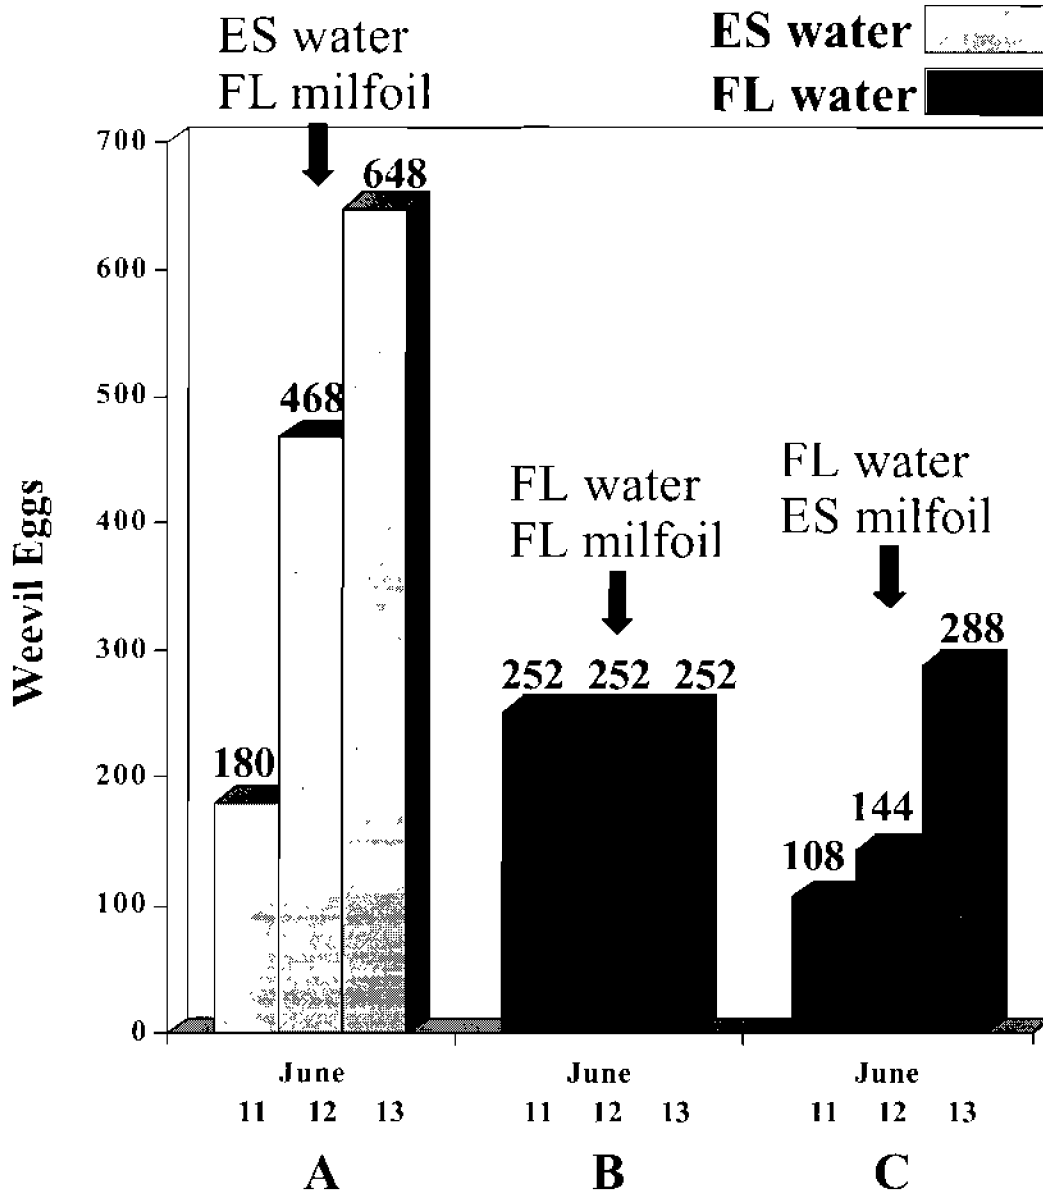 ES water
FL milfoil
ES water
FL water
700
600
500
400
300
200
100
0
Weevil Eggs
180
468
648
FL water
FL milfoil
252 252 252
FL water
ES milfoil
108
144
288
June
11 12 13
A
June
11 12 13
B
June
11 12 13
C